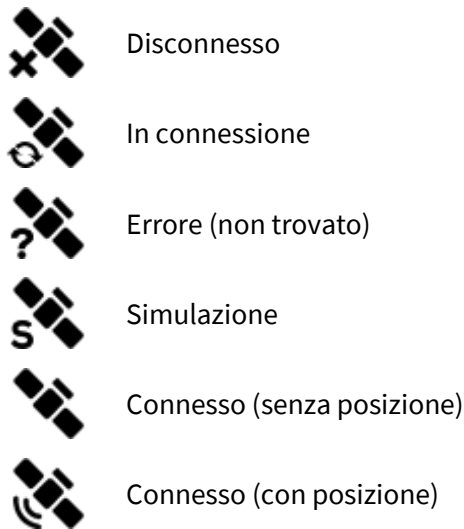 Disconnesso
In connessione
? Errore (non trovato)
S Simulazione
Connesso (senza posizione)
Connesso (con posizione)